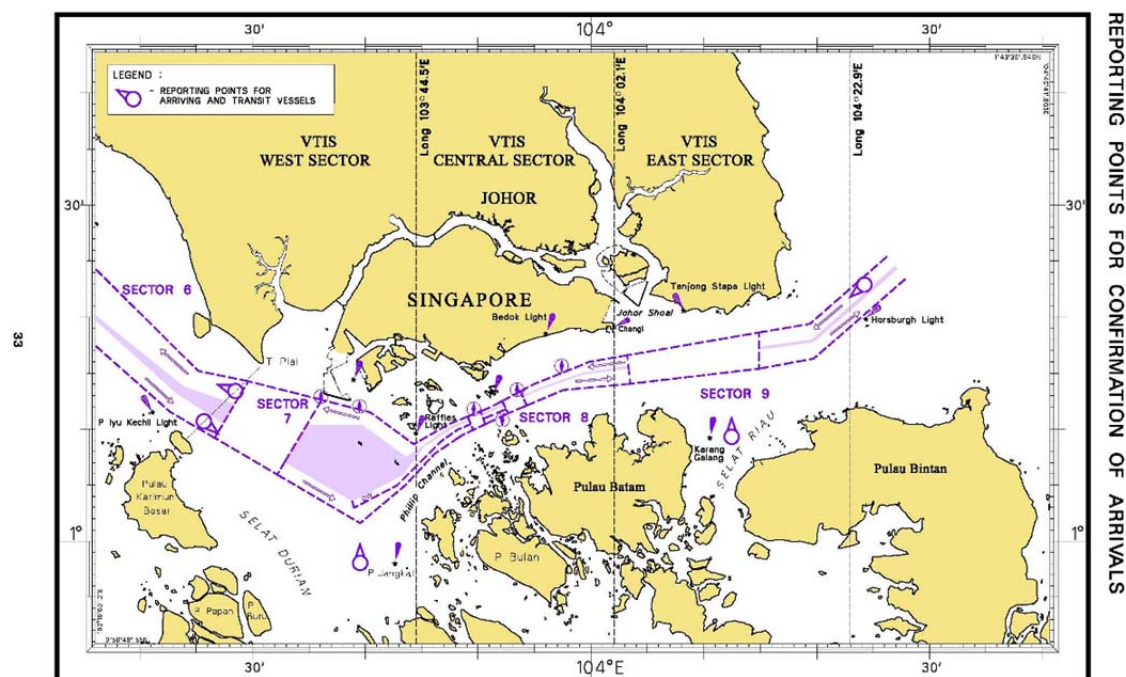 REPORTING POINTS FOR CONFIRMATION OF ARRIVALS
33
30'
104°
30'
LEGEND :
- REPORTING POINTS FOR
ARRIVING AND TRANSIT VESSELS
Long 103° 44.5'E
Long 104° 02.1'E
Long 104° 22.9'E
VTIS
WEST SECTOR
VTIS
CENTRAL SECTOR
VTIS
EAST SECTOR
JOHOR
30'
30'
SECTOR 6
SINGAPORE
Tanjong Stapa Light
Bedok Light
Johor Shoal
Changi
Horsburgh Light
T Piai
SECTOR
7
SECTOR 9
P Iyu Kechil Light
Raffles
Light
SECTOR 8
Karang
Galang
SELAT RIAU
Pulau
Karimun
Besar
Phillip Channel
Pulau Batam
Pulau Bintan
1°
1°
SELAT DURIAN
P Bulan
P Jangkat
P Papan
P
Buru
30'
104°E
30'